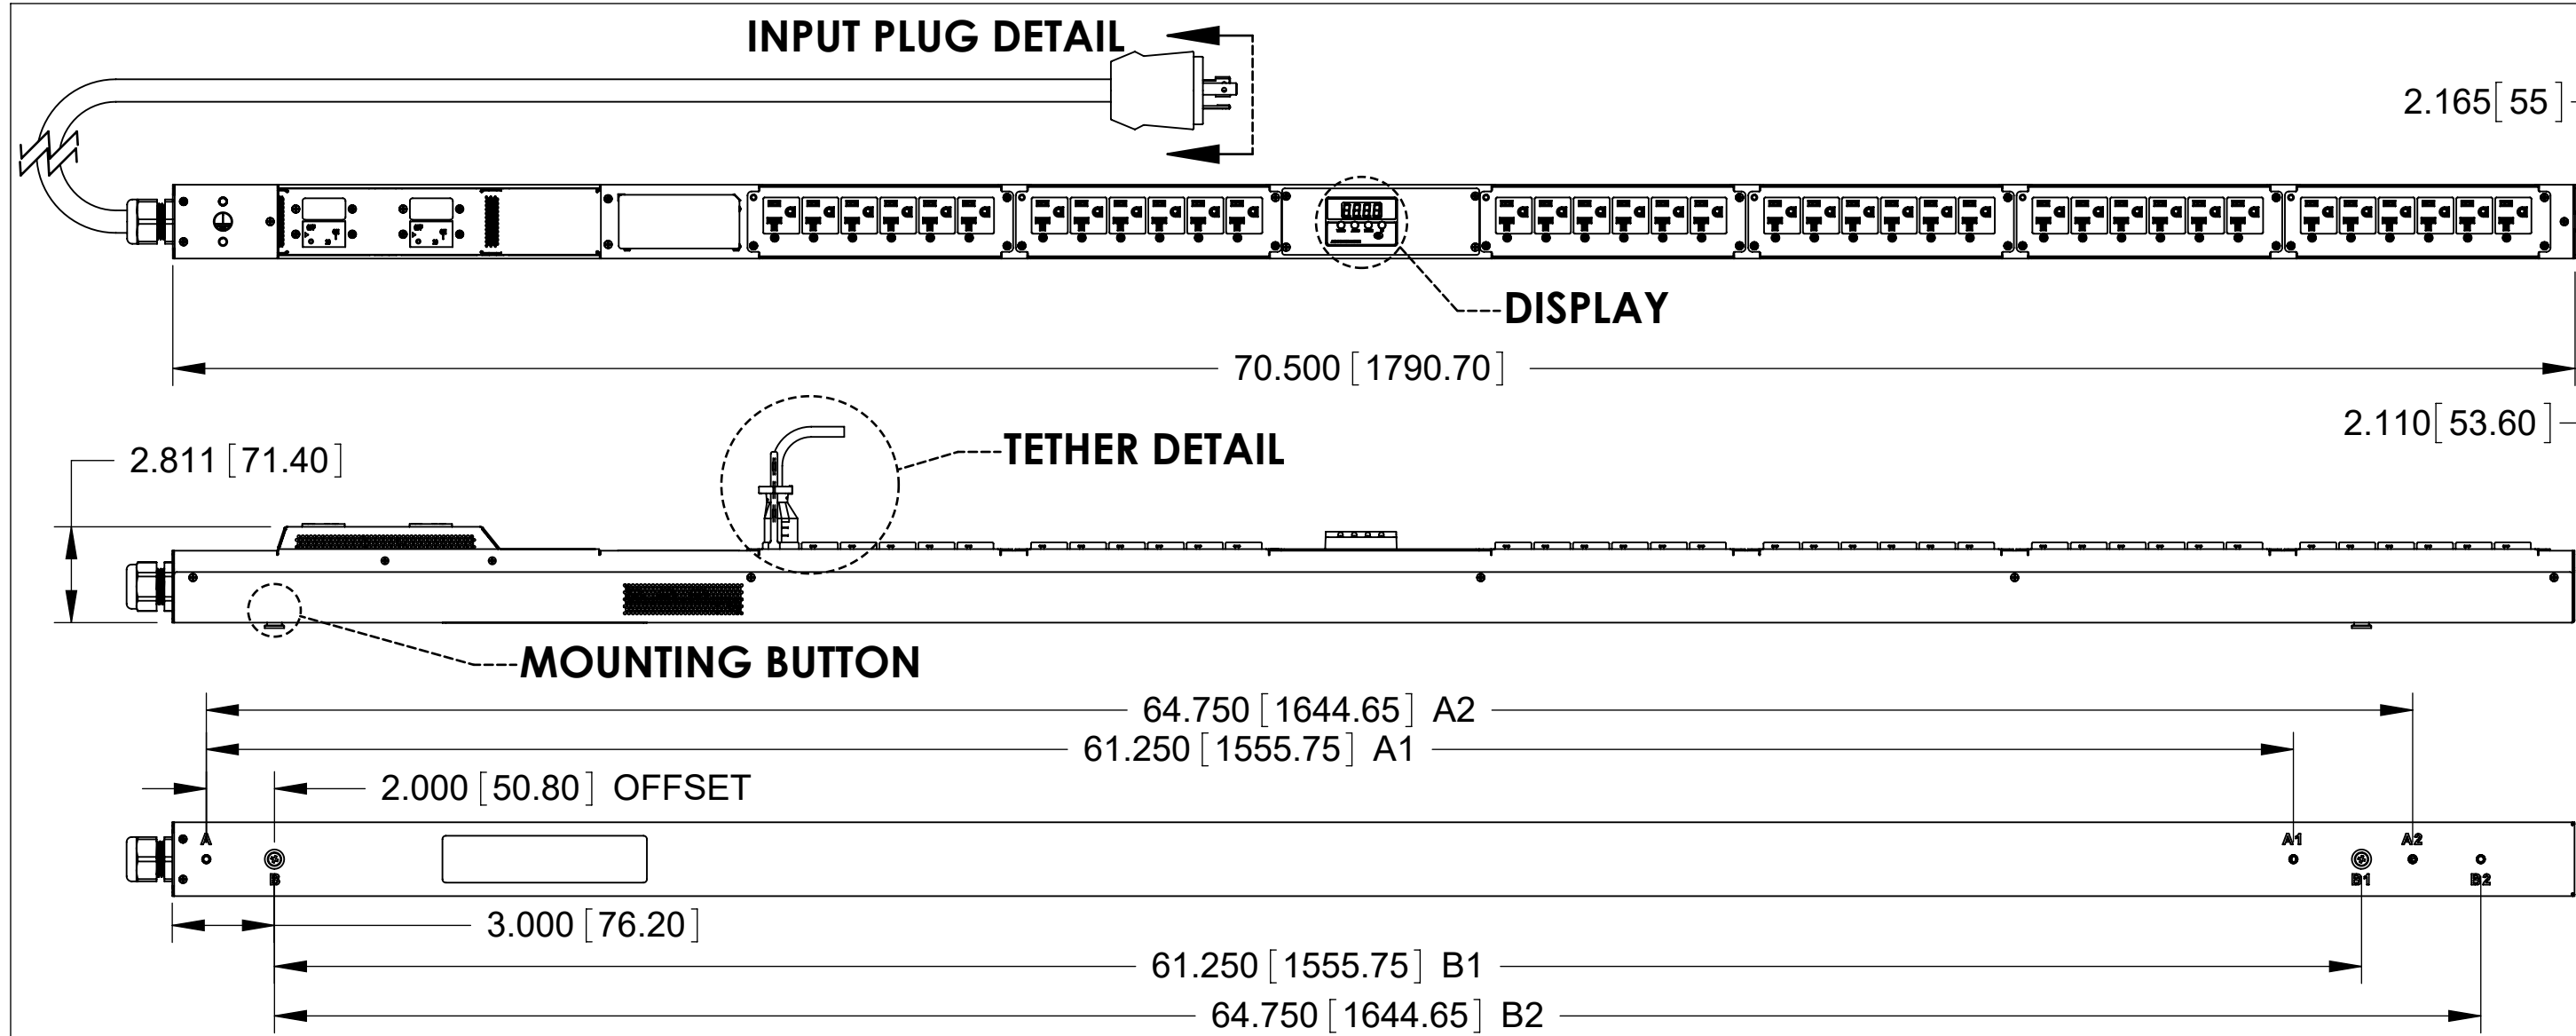 INPUT PLUG DETAIL
2.165[55]
DISPLAY
70.500 [1790.70]
2.110[53.60]
2.811 [71.40]
TETHER DETAIL
MOUNTING BUTTON
64.750 [1644.65] A2
61.250 [1555.75] A1
2.000 [50.80] OFFSET
A
A1
A2
B
B1
B2
3.000 [76.20]
61.250 [1555.75] B1
64.750 [1644.65] B2